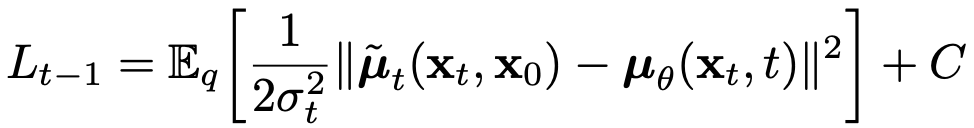 $L_{t-1} = \mathbb{E}_q \left[ \frac{1}{2\sigma_t^2} \| \tilde{\boldsymbol{\mu}}_t(\mathbf{x}_t, \mathbf{x}_0) - \boldsymbol{\mu}_\theta(\mathbf{x}_t, t) \|^2 \right] + C$